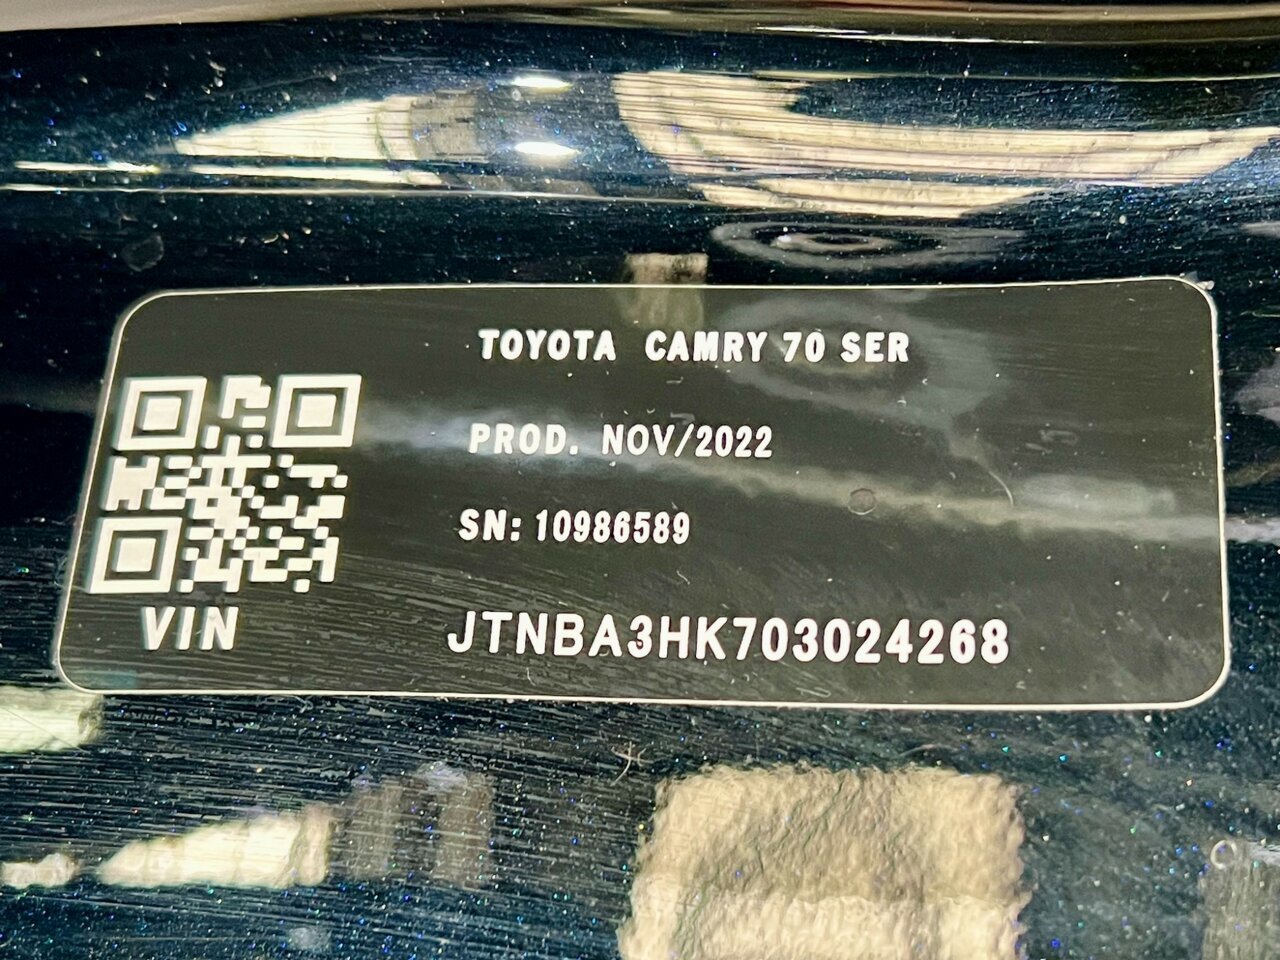 TOYOTA CAMRY 70 SER
PROD. NOV/2022
SN: 10986589
VIN
JTNBA3HK703024268